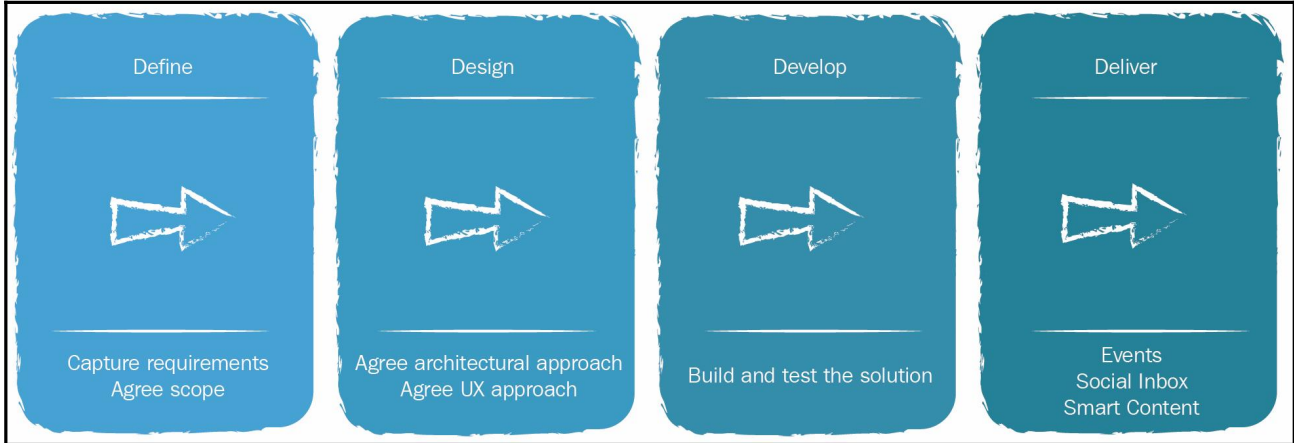 Define
Capture requirements
Agree scope
Design
Agree architectural approach
Agree UX approach
Develop
Build and test the solution
Deliver
Events
Social Inbox
Smart Content